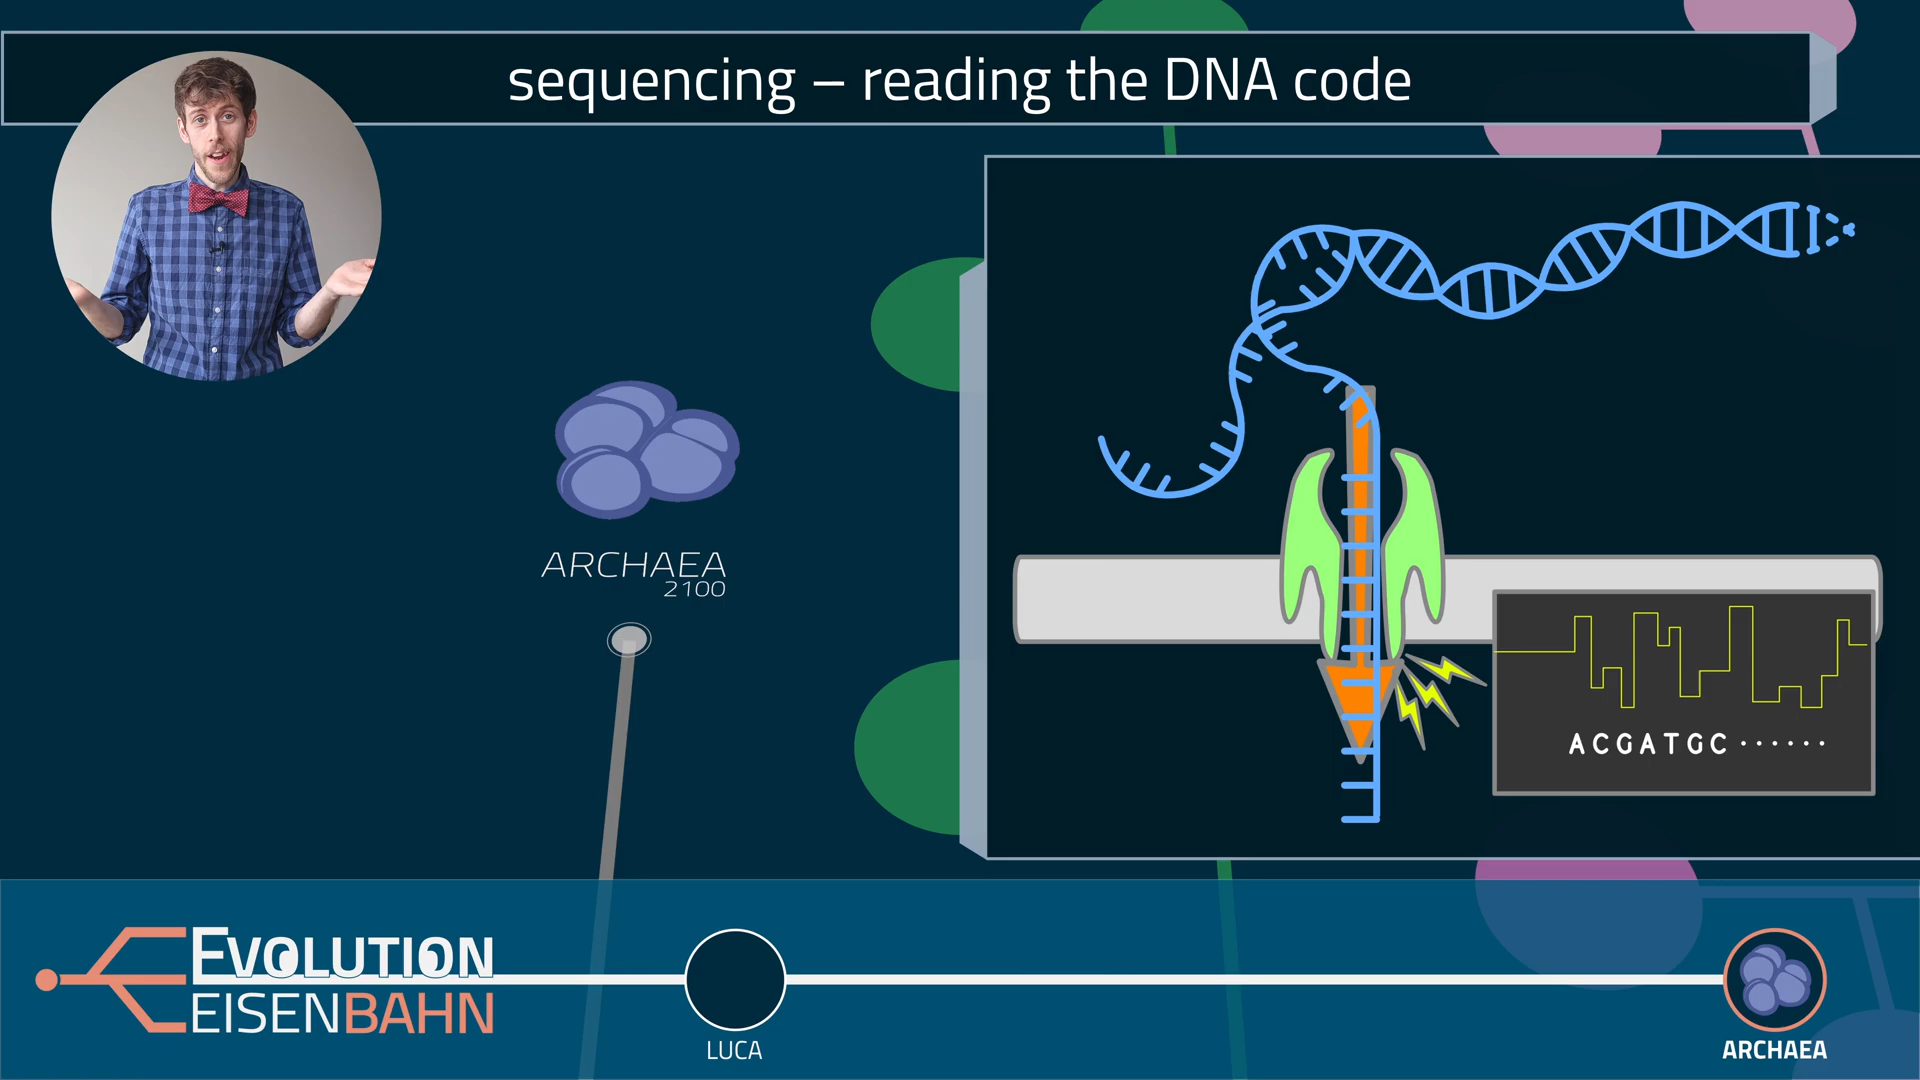 sequencing – reading the DNA code
ARCHAEA
2100
ACGATGC······
EVOLUTION
EISENBAHN
LUCA
ARCHAEA